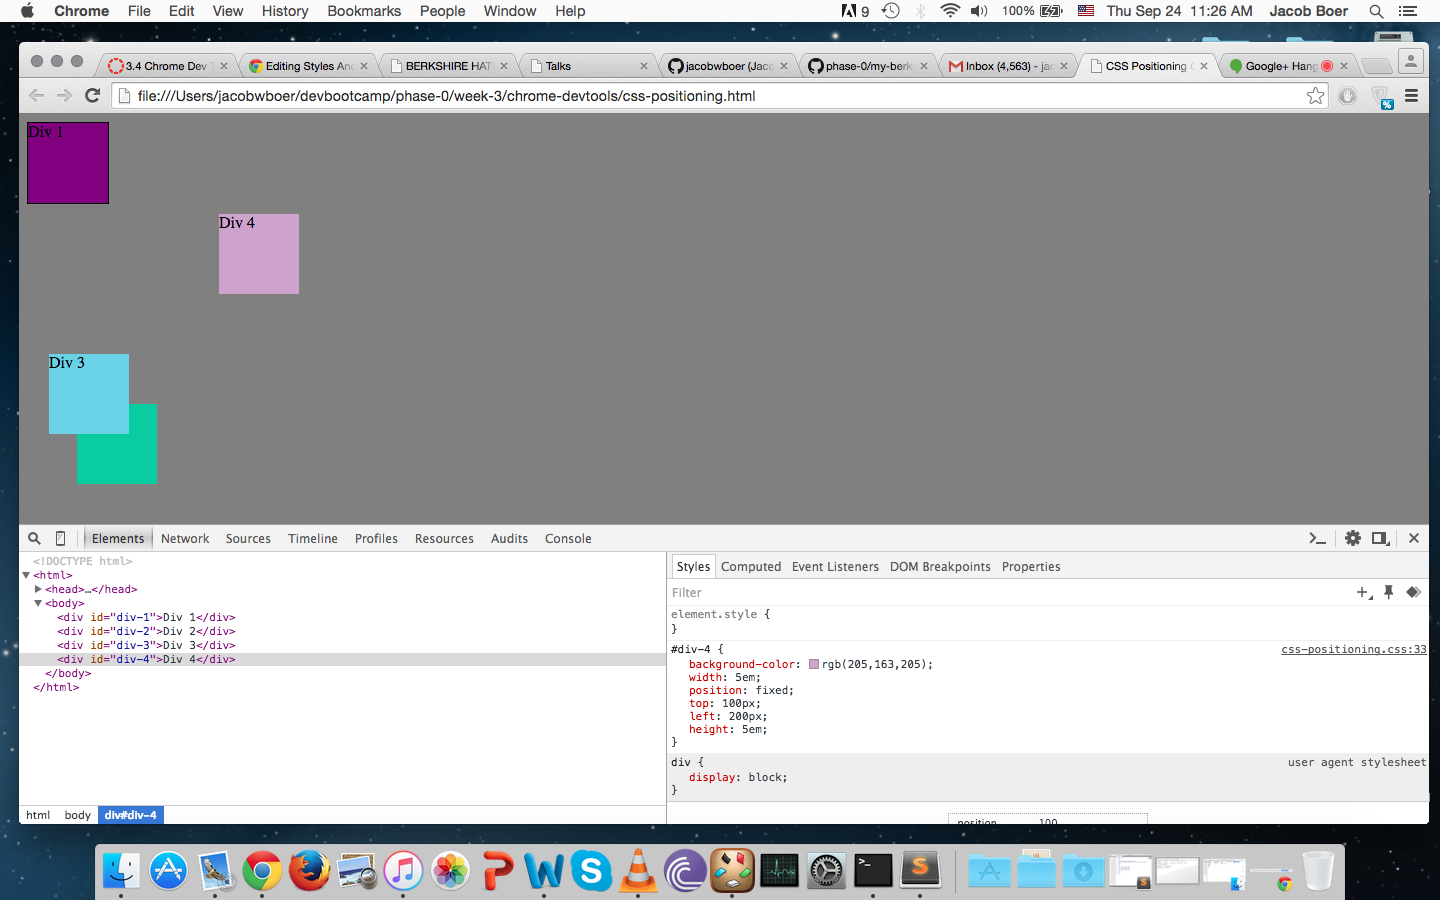 Chrome File Edit View History Bookmarks People Window Help 9 100% Thu Sep 24 11:26 AM Jacob Boer
3.4 Chrome Dev Editing Styles An BERKSHIRE HAT Talks jacobwboer (Jaco phase-0/my-berk Inbox (4,563) - ja CSS Positioning Google+ Hang
file:///Users/jacobwboer/devbootcamp/phase-0/week-3/chrome-devtools/css-positioning.html
Div 1
Div 4
Div 3
Elements Network Sources Timeline Profiles Resources Audits Console
<!DOCTYPE html>
<html>
<head>…</head>
<body>
<div id="div-1">Div 1</div>
<div id="div-2">Div 2</div>
<div id="div-3">Div 3</div>
<div id="div-4">Div 4</div>
</body>
</html>
html body div#div-4
Styles Computed Event Listeners DOM Breakpoints Properties
Filter
element.style {
}
#div-4 { css-positioning.css:33
background-color: rgb(205,163,205);
width: 5em;
position: fixed;
top: 100px;
left: 200px;
height: 5em;
}
div { user agent stylesheet
display: block;
}
position 100